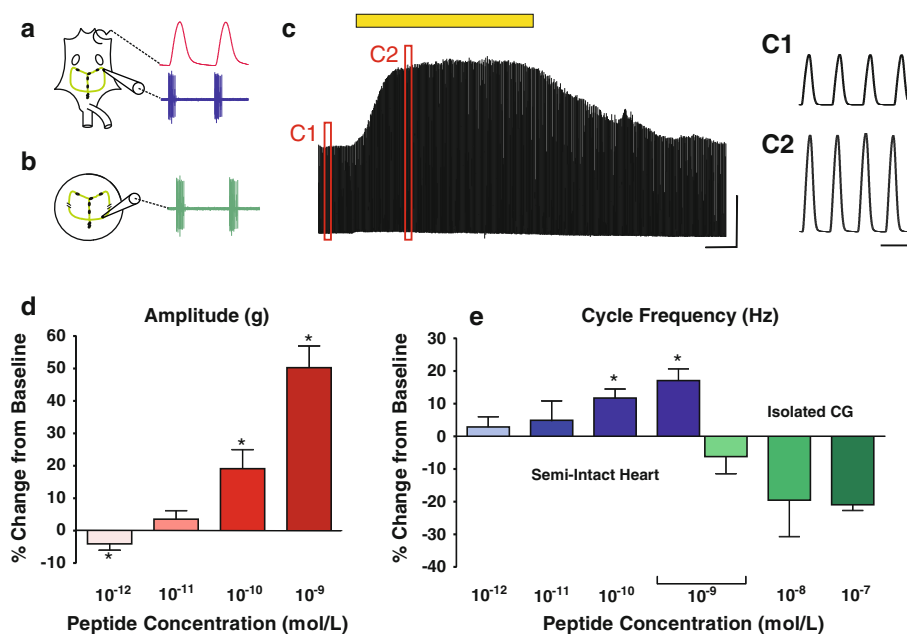 a
b
c
C1
C2
C1
C2
d
Amplitude (g)
% Change from Baseline
60
50
40
30
20
10
0
-10
*
*
*
10-12 10-11 10-10 10-9
Peptide Concentration (mol/L)
e
Cycle Frequency (Hz)
% Change from Baseline
30
20
10
0
-10
-20
-30
-40
*
*
Isolated CG
Semi-Intact Heart
10-12 10-11 10-10 10-9 10-8 10-7
Peptide Concentration (mol/L)